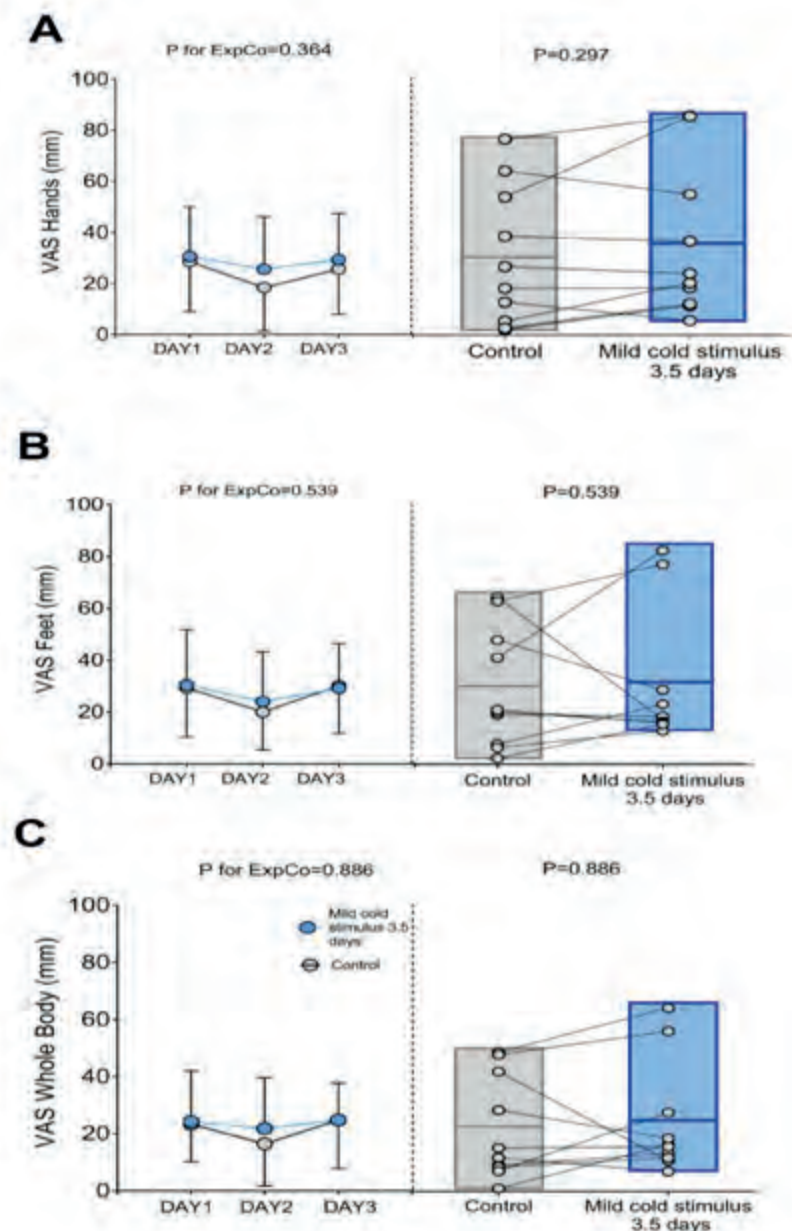 A
P for ExpCo=0.364
P=0.297
VAS Hands (mm)
100
80
60
40
20
0
DAY1 DAY2 DAY3
Control
Mild cold stimulus
3.5 days
B
P for ExpCo=0.539
P=0.539
VAS Feet (mm)
100
80
60
40
20
0
DAY1 DAY2 DAY3
Control
Mild cold stimulus
3.5 days
C
P for ExpCo=0.886
P=0.886
VAS Whole Body (mm)
100
80
60
40
20
0
Mild cold
stimulus 3.5
days
Control
DAY1 DAY2 DAY3
Control
Mild cold stimulus
3.5 days